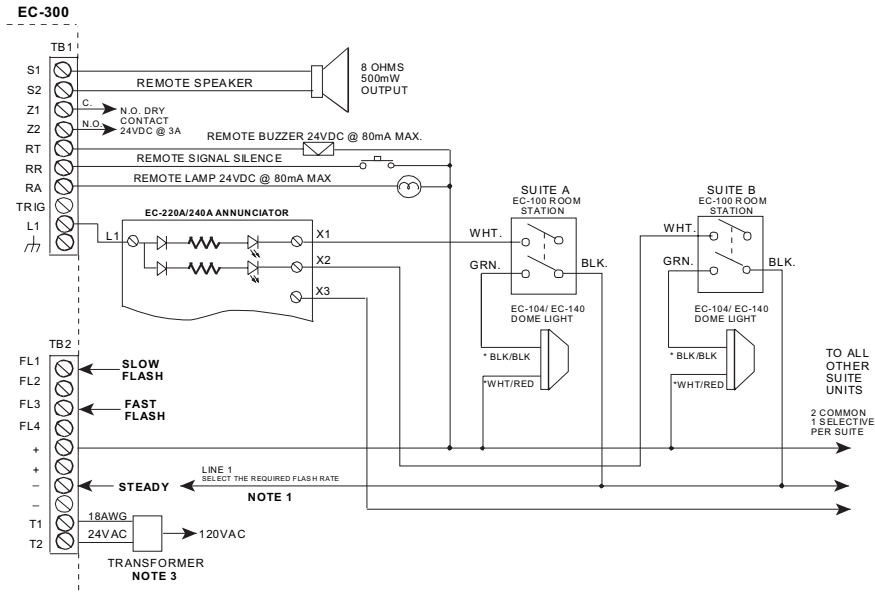 EC-300
TB1
S1
S2
Z1
Z2
RT
RR
RA
TRIG
L1
REMOTE SPEAKER
8 OHMS
500mW
OUTPUT
C.
N.O.
N.O. DRY
CONTACT
24VDC @ 3A
REMOTE BUZZER 24VDC @ 80mA MAX.
REMOTE SIGNAL SILENCE
REMOTE LAMP 24VDC @ 80mA MAX
EC-220A/240A ANNUNCIATOR
L1
X1
X2
X3
SUITE A
EC-100 ROOM
STATION
WHT.
GRN.
BLK.
EC-104/ EC-140
DOME LIGHT
* BLK/BLK
*WHT/RED
SUITE B
EC-100 ROOM
STATION
WHT.
GRN.
BLK.
EC-104/ EC-140
DOME LIGHT
* BLK/BLK
*WHT/RED
TB2
FL1
FL2
FL3
FL4
+
+
–
–
T1
T2
SLOW
FLASH
FAST
FLASH
STEADY
LINE 1
SELECT THE REQUIRED FLASH RATE
NOTE 1
18AWG
24VAC
120VAC
TRANSFORMER
NOTE 3
TO ALL
OTHER
SUITE
UNITS
2 COMMON
1 SELECTIVE
PER SUITE